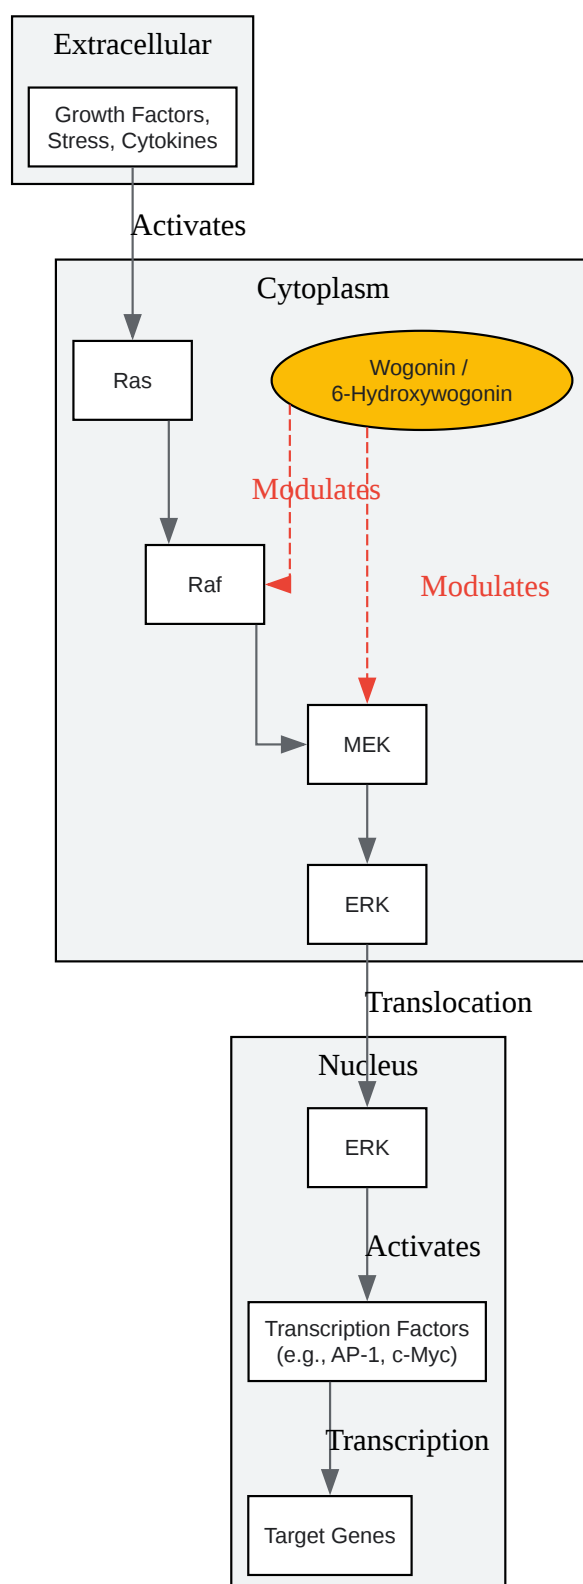 Extracellular
Growth Factors,
Stress, Cytokines
Activates
Cytoplasm
Ras
Wogonin /
6-Hydroxywogonin
Modulates
Raf
Modulates
MEK
ERK
Translocation
Nucleus
ERK
Activates
Transcription Factors
(e.g., AP-1, c-Myc)
Transcription
Target Genes